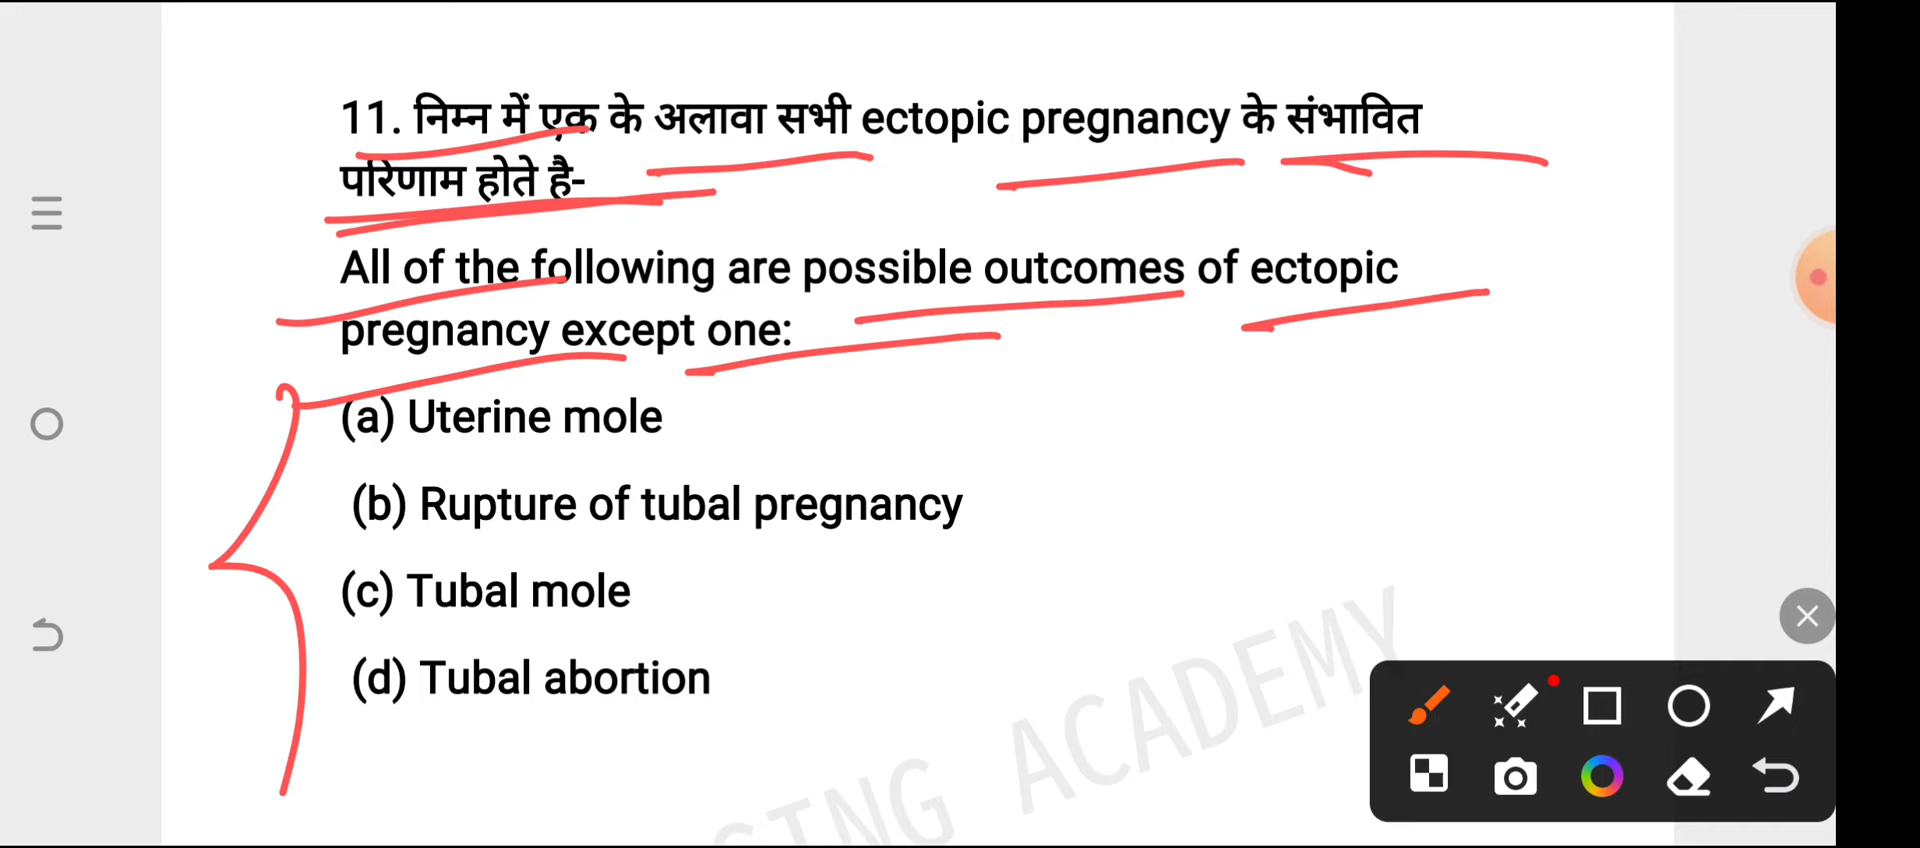 11. निम्न में एक के अलावा सभी ectopic pregnancy के संभावित
परिणाम होते है-
All of the following are possible outcomes of ectopic
pregnancy except one:
(a) Uterine mole
(b) Rupture of tubal pregnancy
(c) Tubal mole
(d) Tubal abortion
ACADEMY